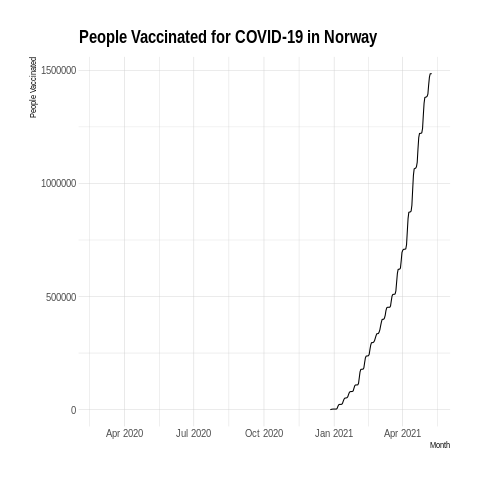 People Vaccinated for COVID-19 in Norway
People Vaccinated
1500000
1000000
500000
0
Apr 2020 Jul 2020 Oct 2020 Jan 2021 Apr 2021
Month